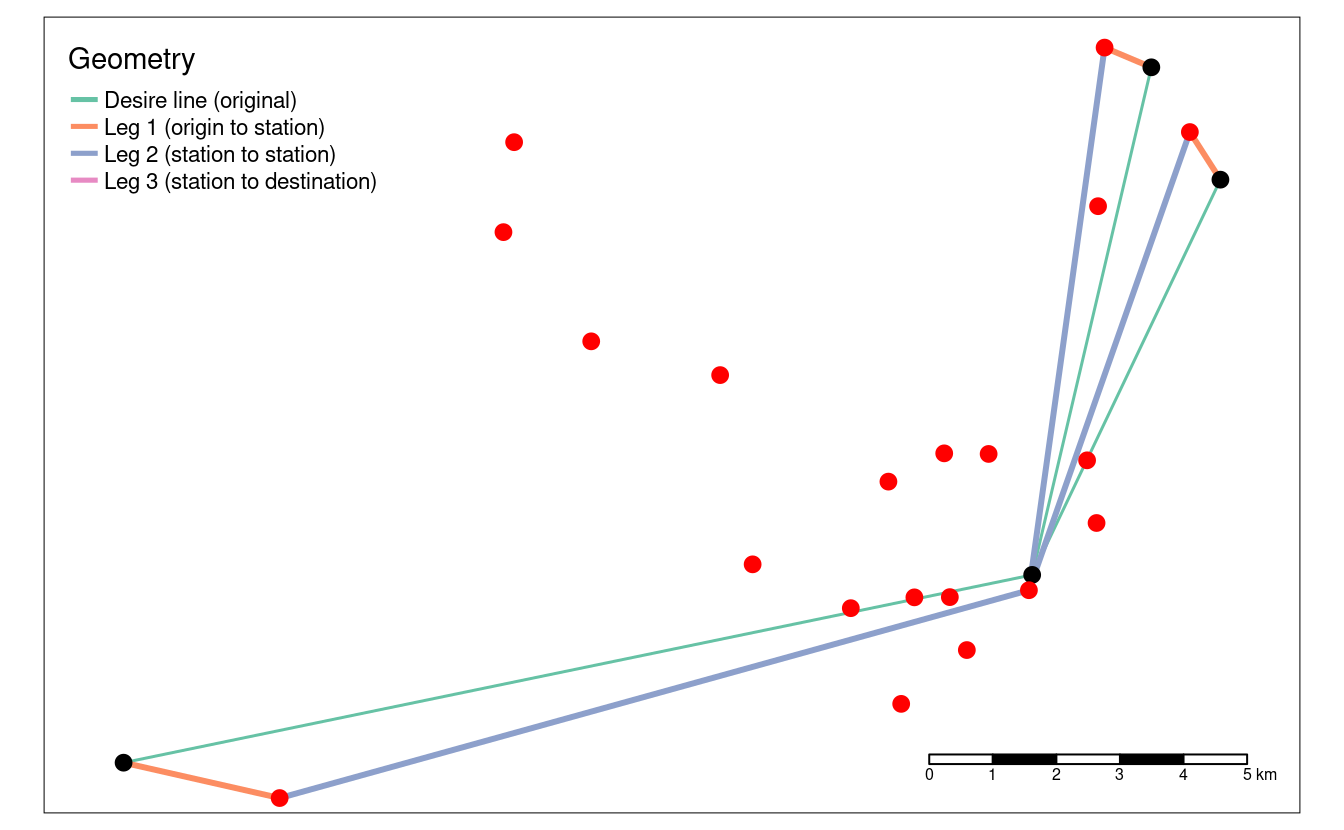 Geometry
Desire line (original)
Leg 1 (origin to station)
Leg 2 (station to station)
Leg 3 (station to destination)
0 1 2 3 4 5 km